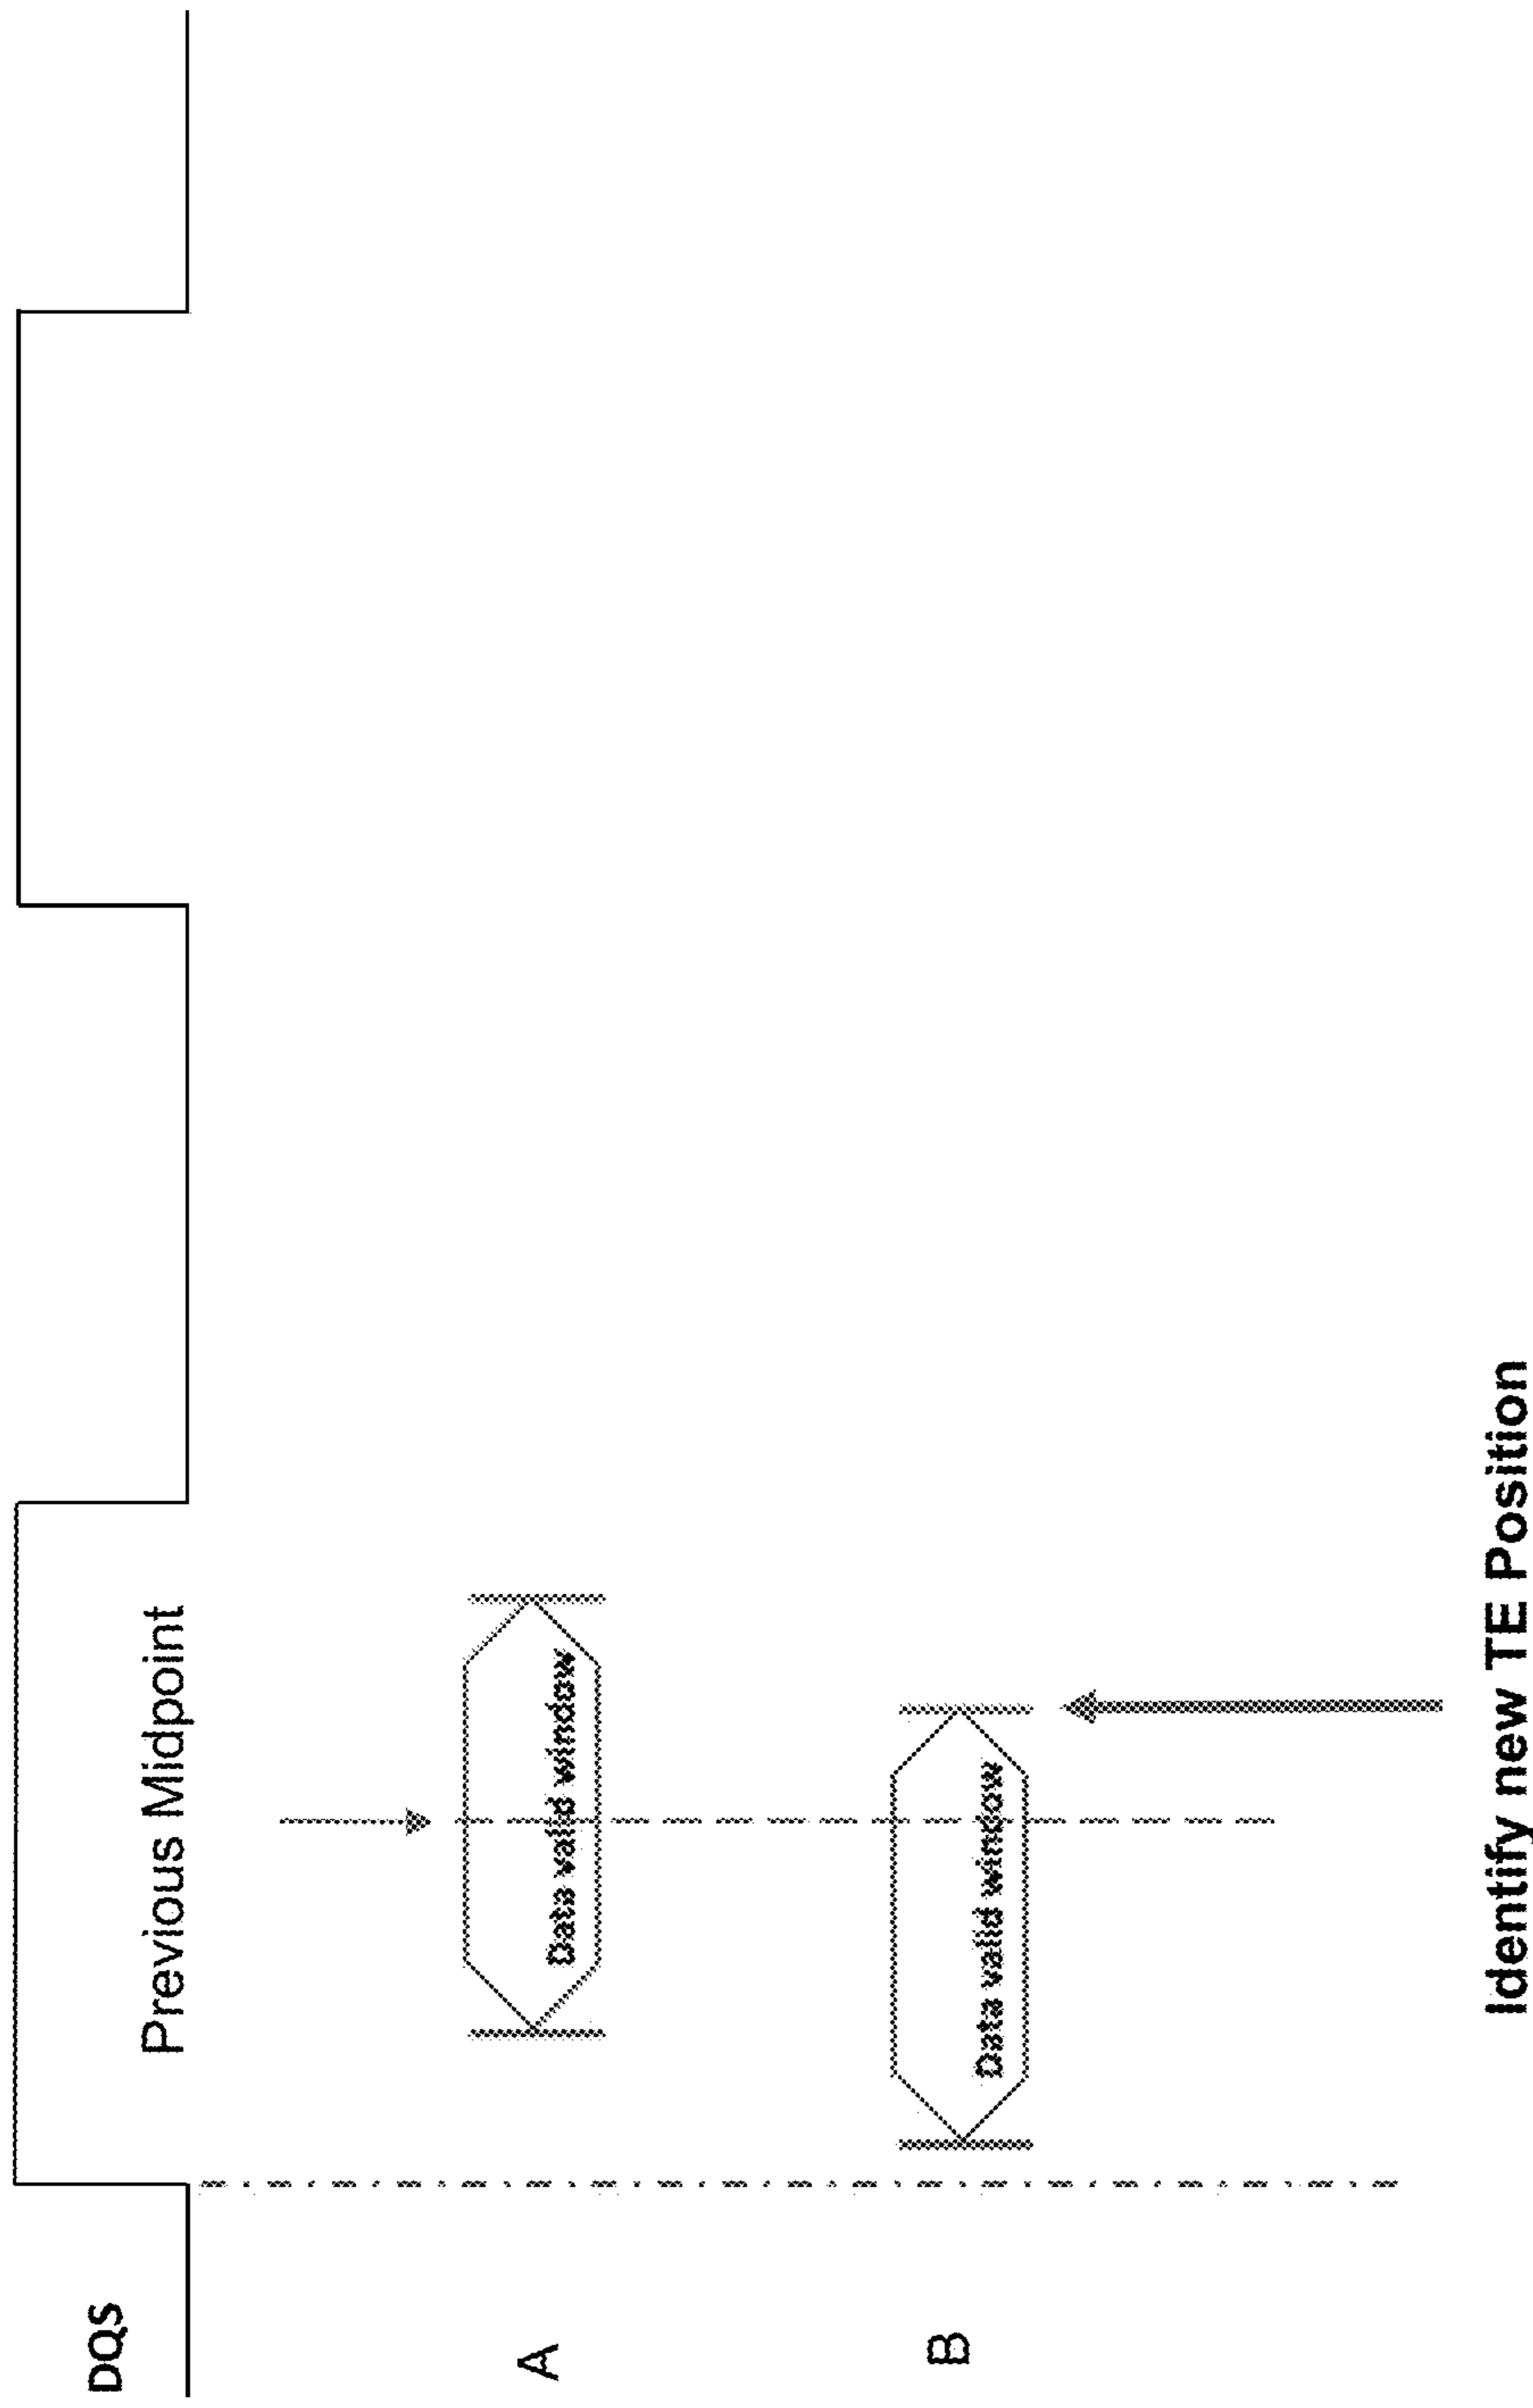 DQS
Previous Midpoint
A
Data valid window
B
Data valid window
Identify new TE Position